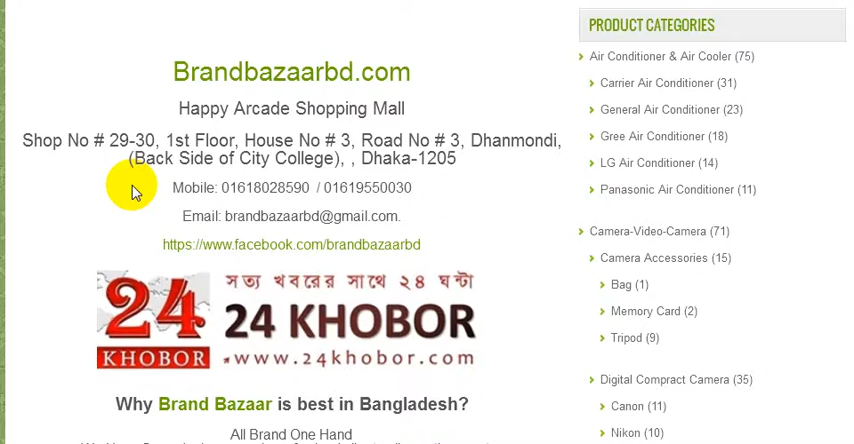 Brandbazaarbd.com
Happy Arcade Shopping Mall
Shop No # 29-30, 1st Floor, House No # 3, Road No # 3, Dhanmondi,
(Back Side of City College), , Dhaka-1205
Mobile: 01618028590 / 01619550030
Email: brandbazaarbd@gmail.com.
https://www.facebook.com/brandbazaarbd
24
KHOBOR
সত্য খবরের সাথে ২৪ ঘন্টা
24 KHOBOR
www.24khobor.com
Why Brand Bazaar is best in Bangladesh?
All Brand One Hand
PRODUCT CATEGORIES
Air Conditioner & Air Cooler (75)
Carrier Air Conditioner (31)
General Air Conditioner (23)
Gree Air Conditioner (18)
LG Air Conditioner (14)
Panasonic Air Conditioner (11)
Camera-Video-Camera (71)
Camera Accessories (15)
Bag (1)
Memory Card (2)
Tripod (9)
Digital Compract Camera (35)
Canon (11)
Nikon (10)